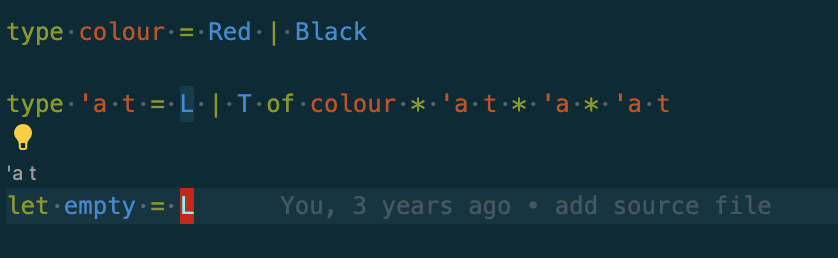 type colour = Red | Black
type 'a t = L | T of colour * 'a t * 'a * 'a t
'a t
let empty = L You, 3 years ago • add source file